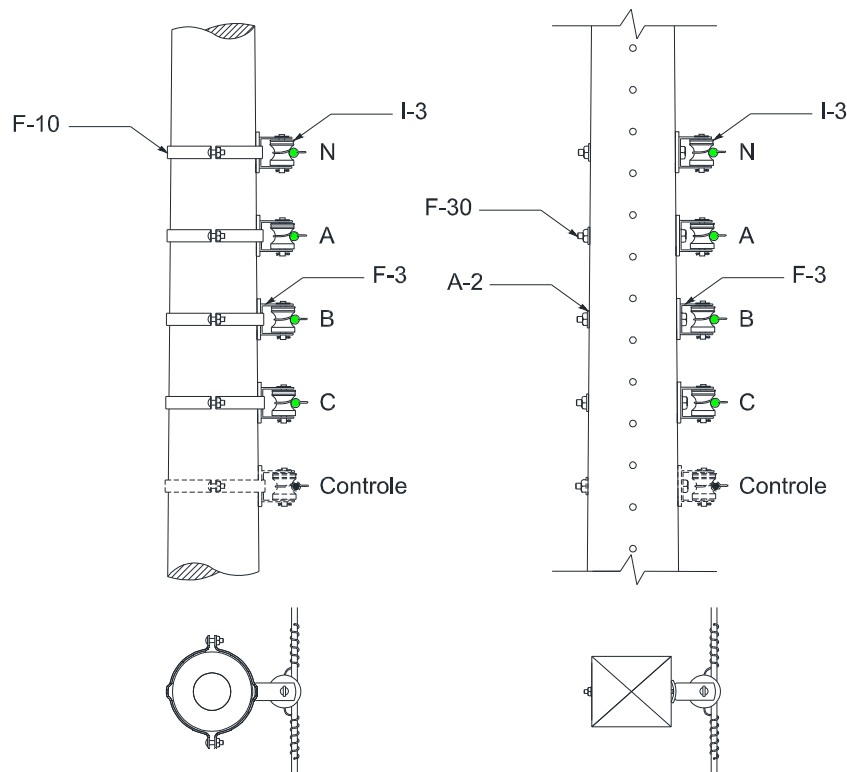 I-3
F-10
N
A
F-3
B
C
Controle
I-3
N
F-30
A
A-2
F-3
B
C
Controle